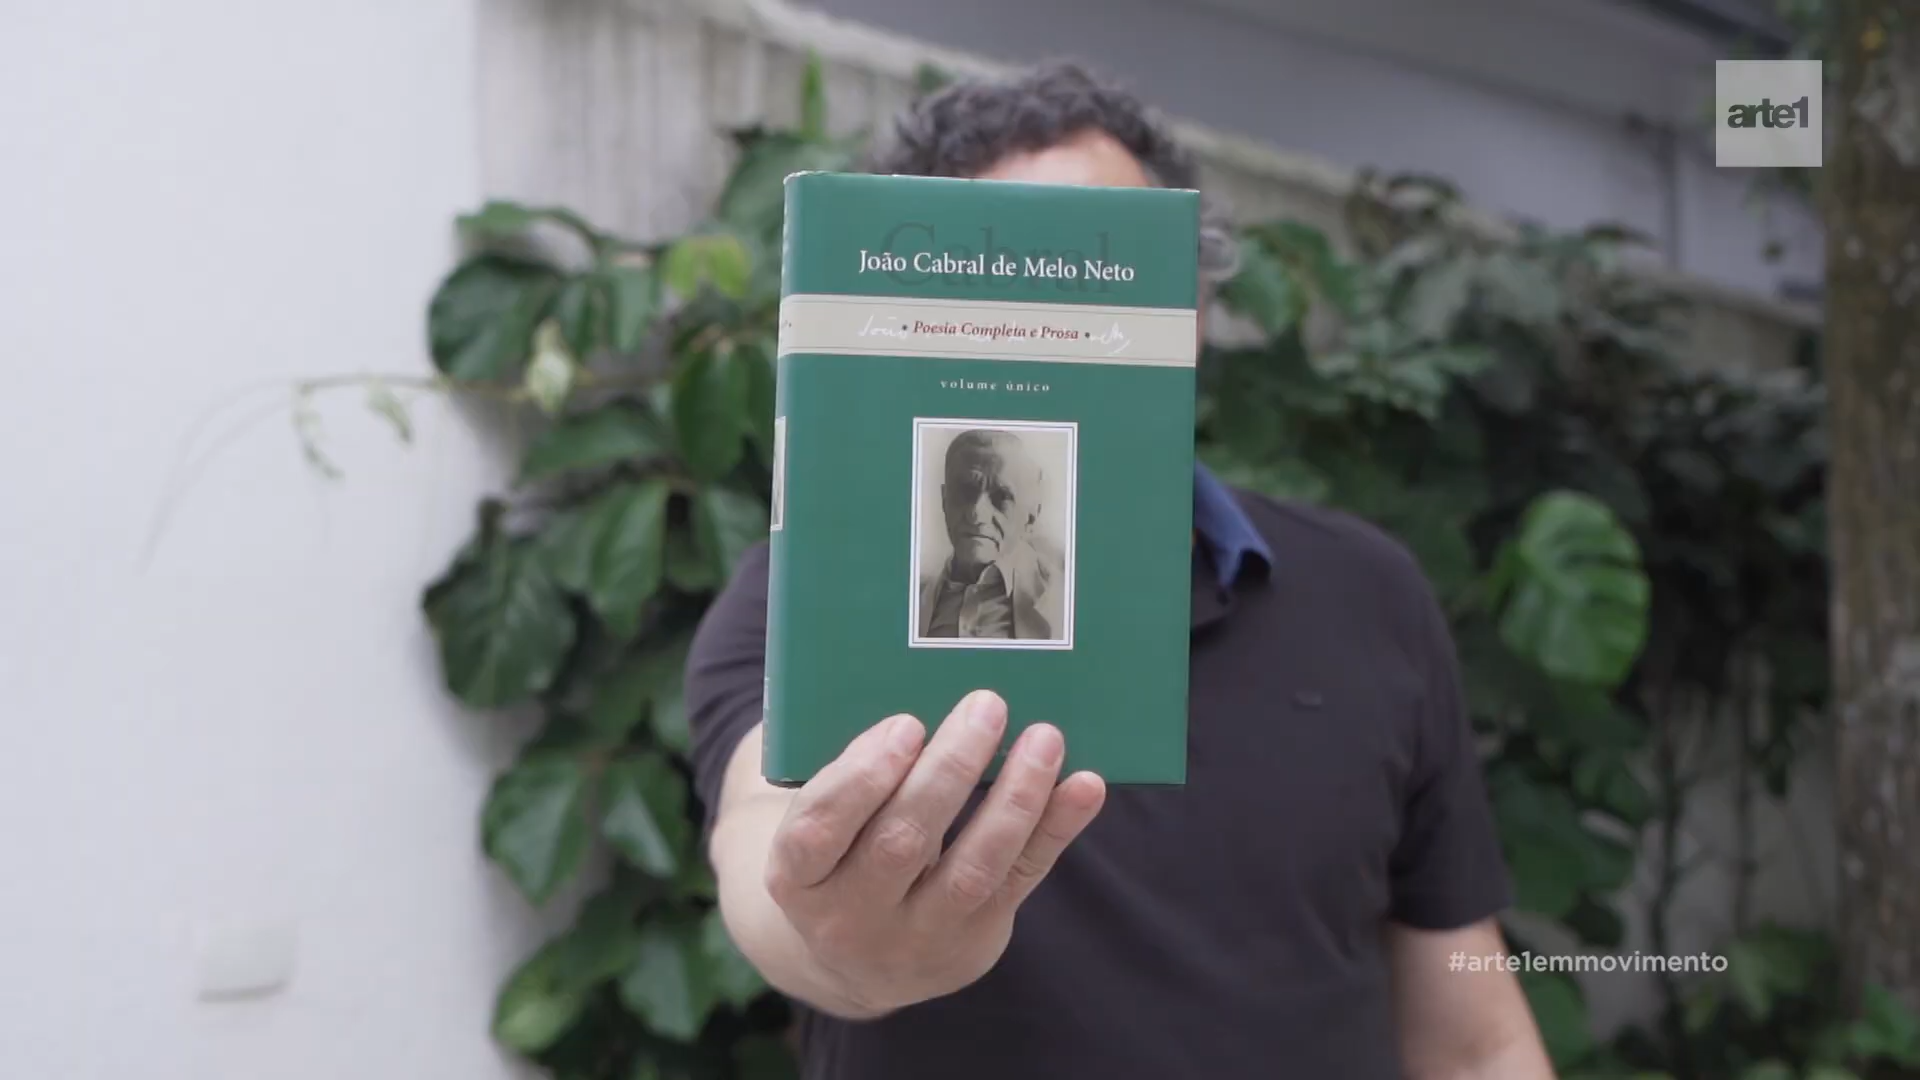 arte1
Cabral
João Cabral de Melo Neto
• Poesia Completa e Prosa •
volume único
#arte1emmovimento